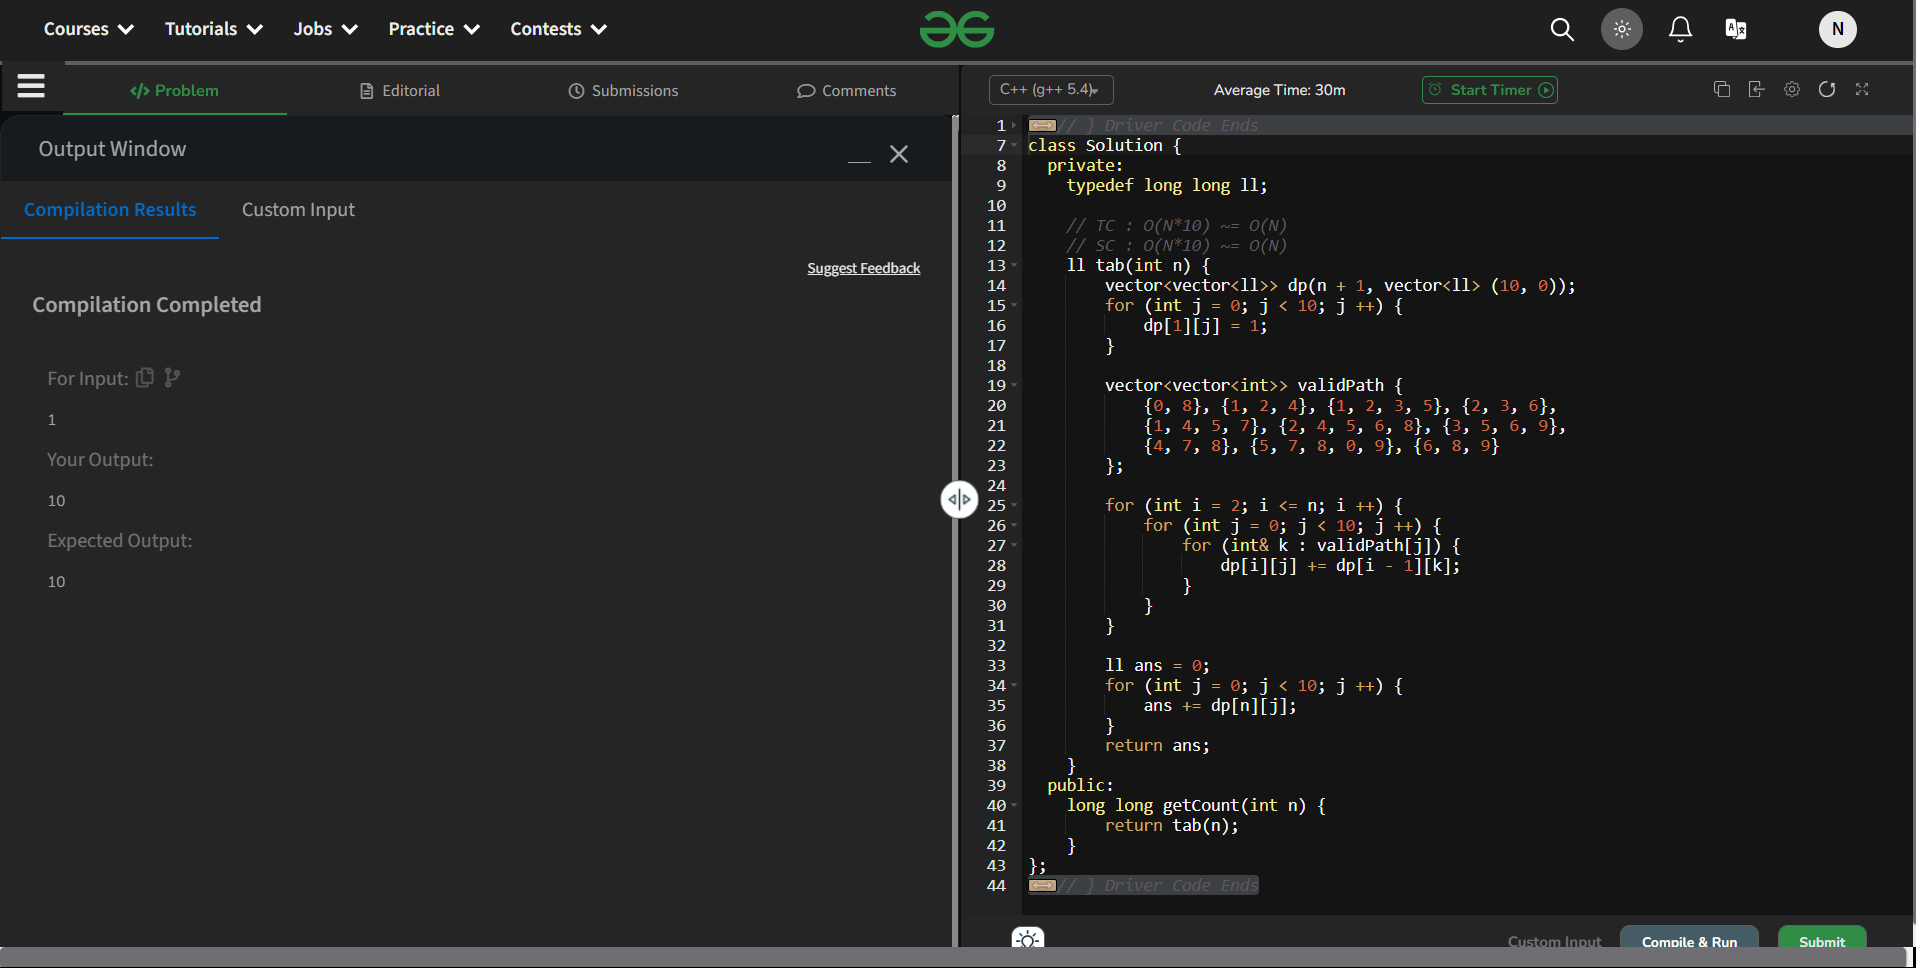 Courses Tutorials Jobs Practice Contests N
Problem Editorial Submissions Comments
Output Window
Compilation Results Custom Input
Suggest Feedback
Compilation Completed
For Input:
1
Your Output:
10
Expected Output:
10
C++ (g++ 5.4) Average Time: 30m Start Timer
1 // } Driver Code Ends
7 class Solution {
8 private:
9 typedef long long ll;
10
11 // TC : O(N*10) ~= O(N)
12 // SC : O(N*10) ~= O(N)
13 ll tab(int n) {
14 vector<vector<ll>> dp(n + 1, vector<ll> (10, 0));
15 for (int j = 0; j < 10; j ++) {
16 dp[1][j] = 1;
17 }
18
19 vector<vector<int>> validPath {
20 {0, 8}, {1, 2, 4}, {1, 2, 3, 5}, {2, 3, 6},
21 {1, 4, 5, 7}, {2, 4, 5, 6, 8}, {3, 5, 6, 9},
22 {4, 7, 8}, {5, 7, 8, 0, 9}, {6, 8, 9}
23 };
24
25 for (int i = 2; i <= n; i ++) {
26 for (int j = 0; j < 10; j ++) {
27 for (int& k : validPath[j]) {
28 dp[i][j] += dp[i - 1][k];
29 }
30 }
31 }
32
33 ll ans = 0;
34 for (int j = 0; j < 10; j ++) {
35 ans += dp[n][j];
36 }
37 return ans;
38 }
39 public:
40 long long getCount(int n) {
41 return tab(n);
42 }
43 };
44 // } Driver Code Ends
Custom Input Compile & Run Submit